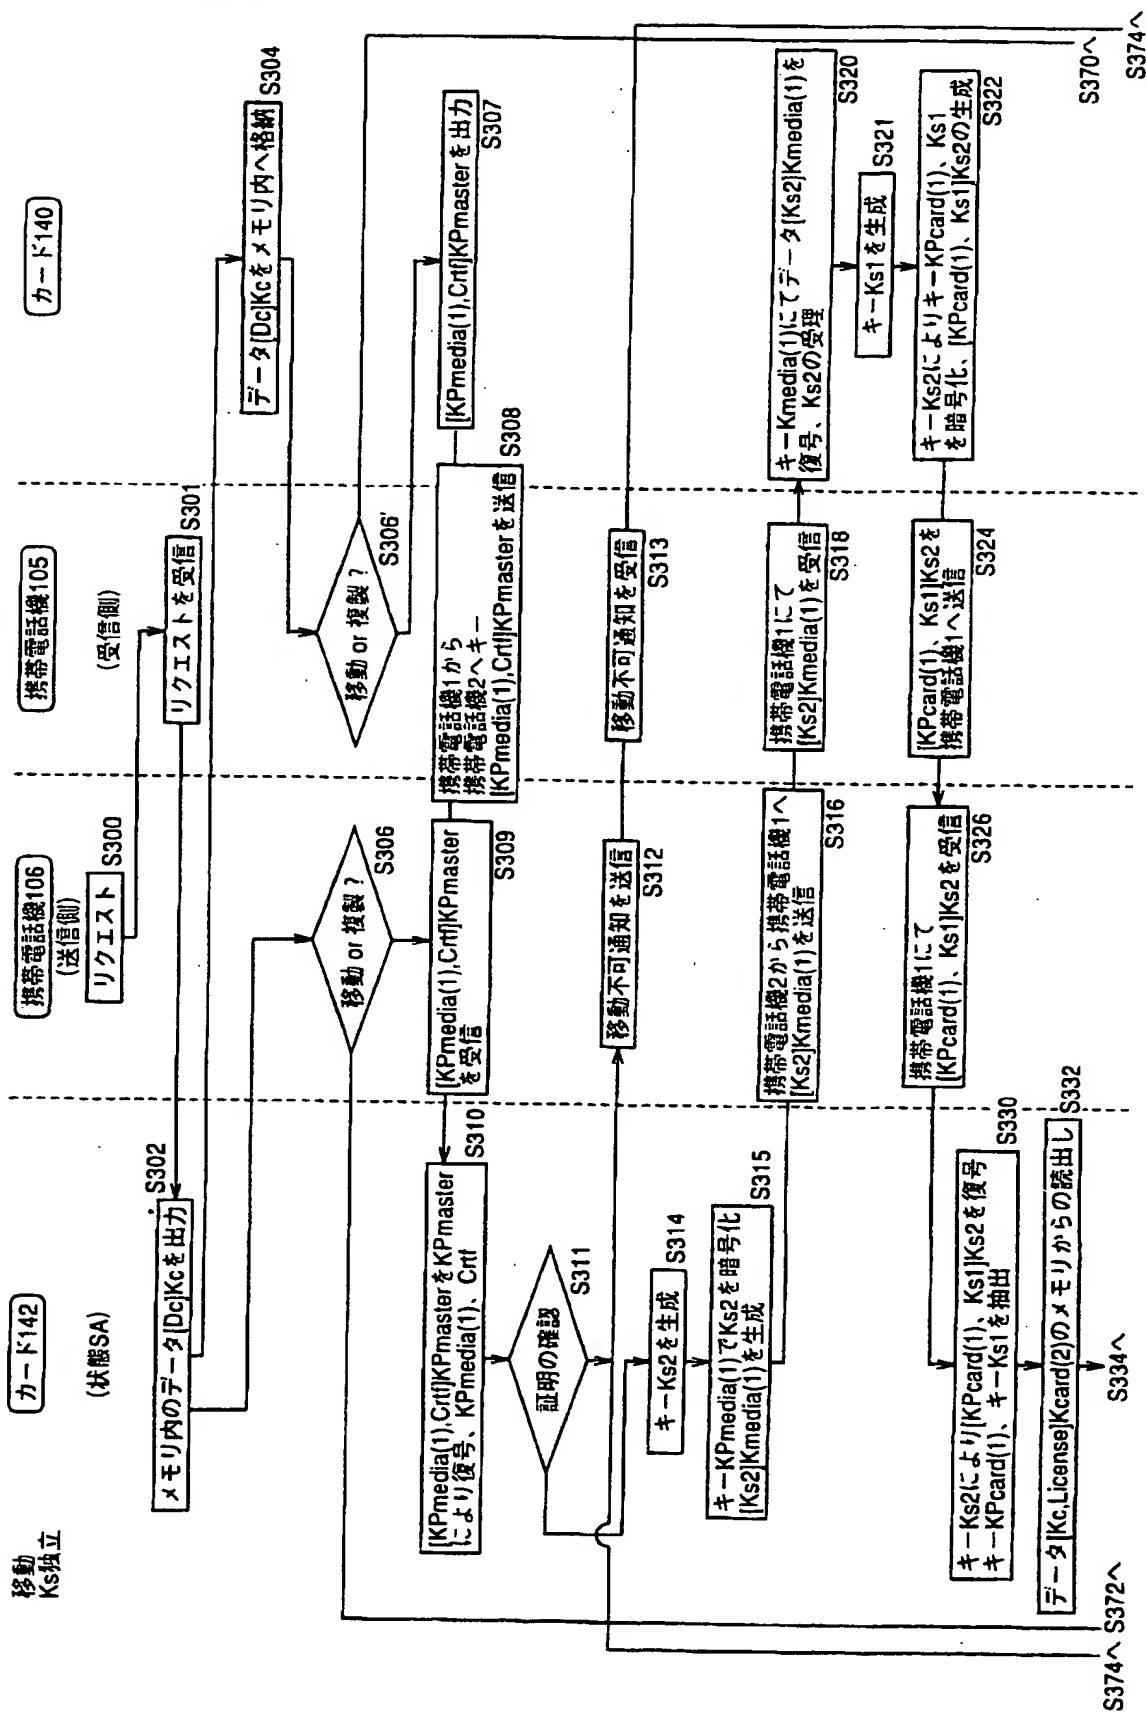 移動
Ks独立
カード142
(状態SA)
携帯電話機106
(送信側)
携帯電話機105
(受信側)
カード140
リクエスト
S300
リクエストを受信
S301
メモリ内のデータ[Dc]Kcを出力
S302
データ[Dc]Kcをメモリ内へ格納
S304
移動 or 複製?
S306
移動 or 複製?
S306'
[KPmedia(1),Crtf]KPmasterを出力
S307
携帯電話機1から
携帯電話機2へキー
[KPmedia(1),Crtf]KPmasterを送信
S308
[KPmedia(1),Crtf]KPmaster
を受信
S309
[KPmedia(1),Crtf]KPmasterをKPmaster
により復号、KPmedia(1)、Crtf
S310
証明の確認
S311
移動不可通知を送信
S312
移動不可通知を受信
S313
キーKs2を生成
S314
キーKPmedia(1)でKs2を暗号化
[Ks2]Kmedia(1)を生成
S315
携帯電話機2から携帯電話機1へ
[Ks2]Kmedia(1)を送信
S316
携帯電話機1にて
[Ks2]Kmedia(1)を受信
S318
キーKmedia(1)にてデータ[Ks2]Kmedia(1)を
復号、Ks2の受理
S320
キーKs1を生成
S321
キーKs2によりキーKPcard(1)、Ks1
を暗号化、[KPcard(1)、Ks1]Ks2の生成
S322
[KPcard(1)、Ks1]Ks2を
携帯電話機1へ送信
S324
携帯電話機1にて
[KPcard(1)、Ks1]Ks2を受信
S326
キーKs2により[KPcard(1)、Ks1]Ks2を復号
キーKPcard(1)、キーKs1を抽出
S330
データ[Kc,License]Kcard(2)のメモリからの読出し
S332
S374へ
S372へ
S334へ
S370へ
S374へ